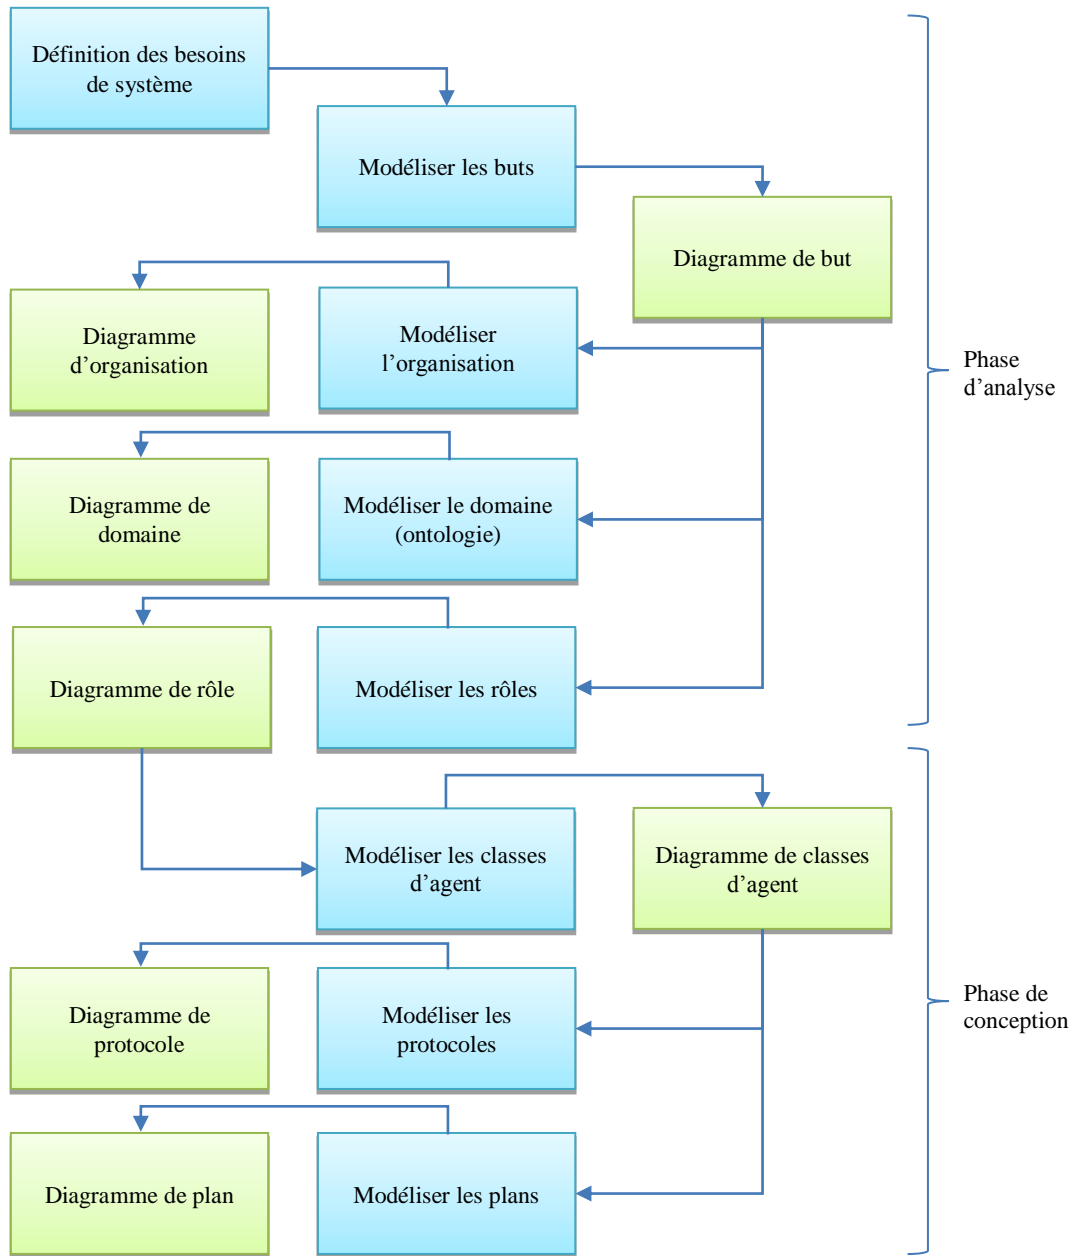 Définition des besoins
de système
Modéliser les buts
Diagramme de but
Diagramme
d’organisation
Modéliser
l’organisation
Phase
d’analyse
Diagramme de
domaine
Modéliser le domaine
(ontologie)
Diagramme de rôle
Modéliser les rôles
Modéliser les classes
d’agent
Diagramme de classes
d’agent
Diagramme de
protocole
Modéliser les
protocoles
Phase de
conception
Diagramme de plan
Modéliser les plans